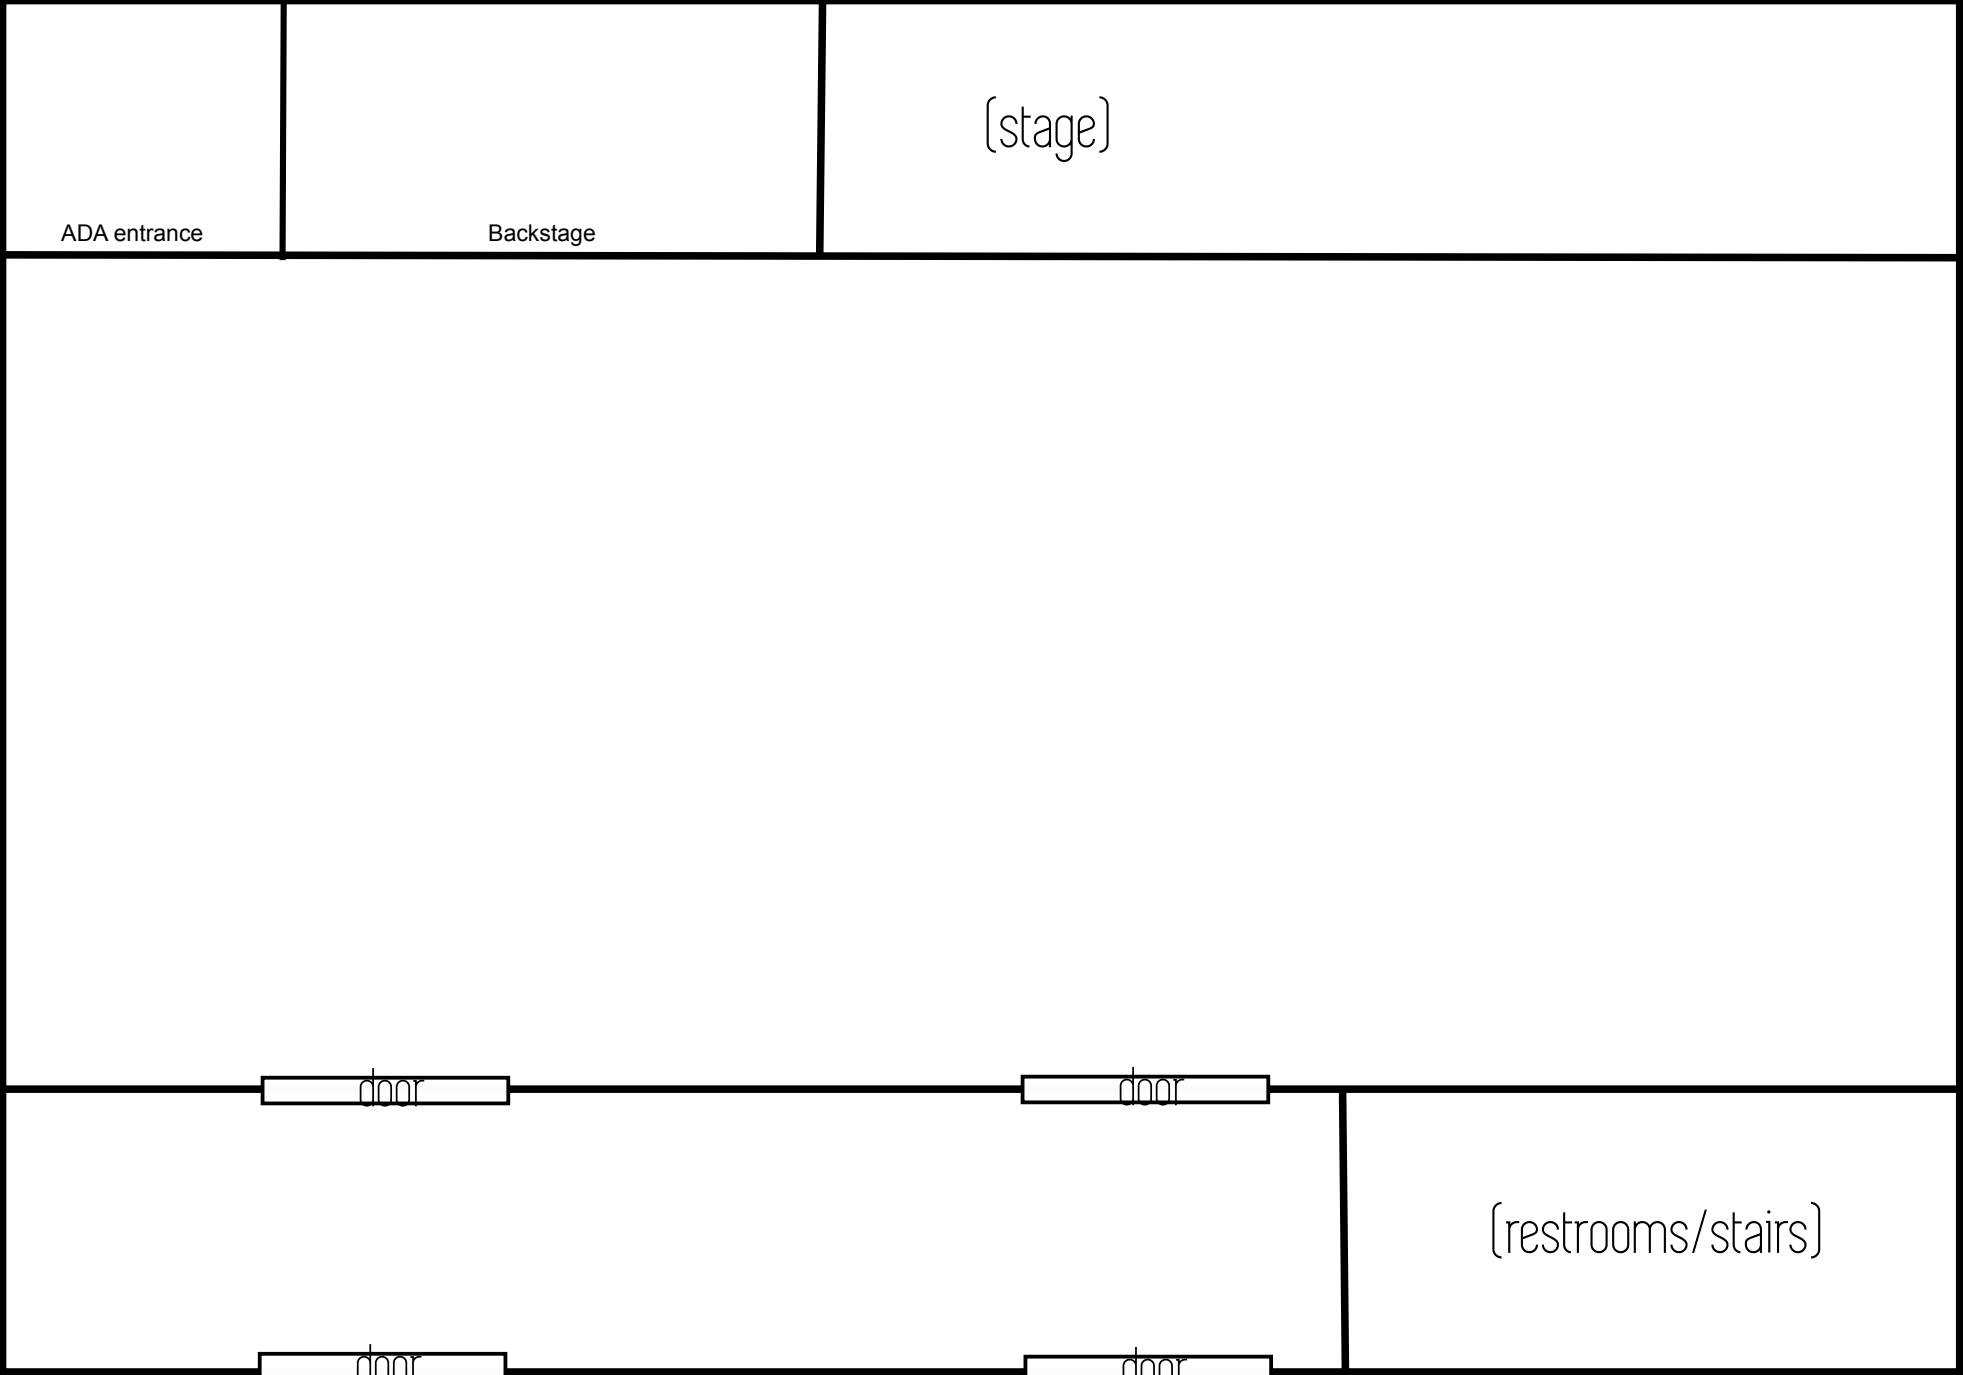 (stage)
ADA entrance
Backstage
door
door
(restrooms/stairs)
door
door